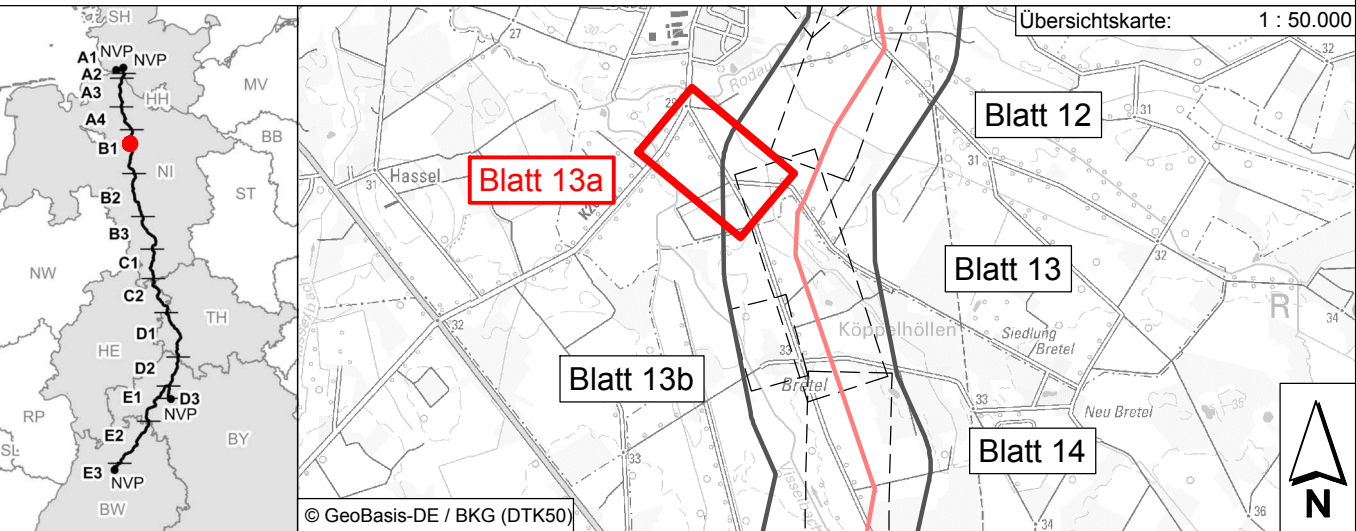 SH
A1
NVP
NVP
A2
A3
HH
MV
A4
BB
B1
NI
ST
B2
B3
NW
C1
C2
TH
D1
HE
D2
E1
D3
NVP
RP
E2
BY
SL
E3
NVP
BW
Übersichtskarte: 1 : 50.000
27
32
Rodau
28
31
Blatt 12
Hassel
31
Blatt 13a
31
32
Blatt 13
R
34
32
Köppelhöllen
Siedlung
Bretel
33
Blatt 13b
Bretel
33
Neu Bretel
33
Blatt 14
34
36
N
© GeoBasis-DE / BKG (DTK50)